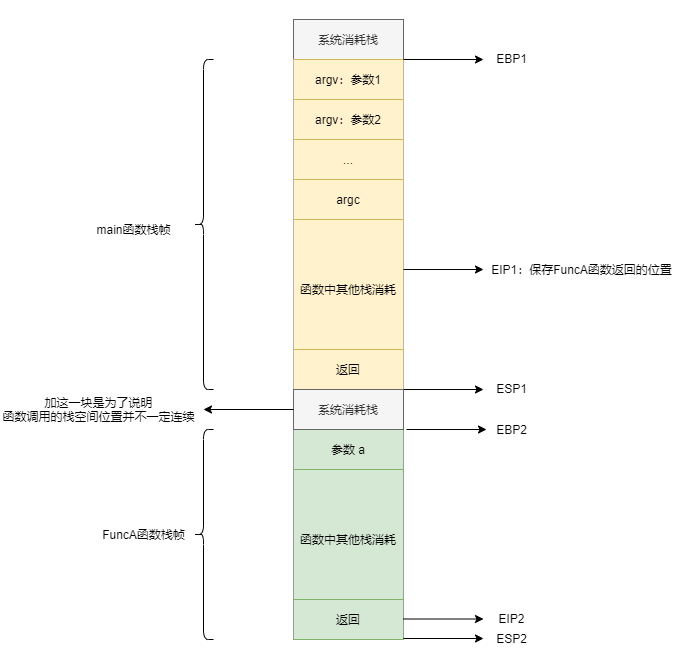 系统消耗栈
EBP1
argv：参数1
argv：参数2
...
argc
main函数栈帧
EIP1：保存FuncA函数返回的位置
函数中其他栈消耗
返回
ESP1
加这一块是为了说明
函数调用的栈空间位置并不一定连续
系统消耗栈
EBP2
参数 a
FuncA函数栈帧
函数中其他栈消耗
返回
EIP2
ESP2